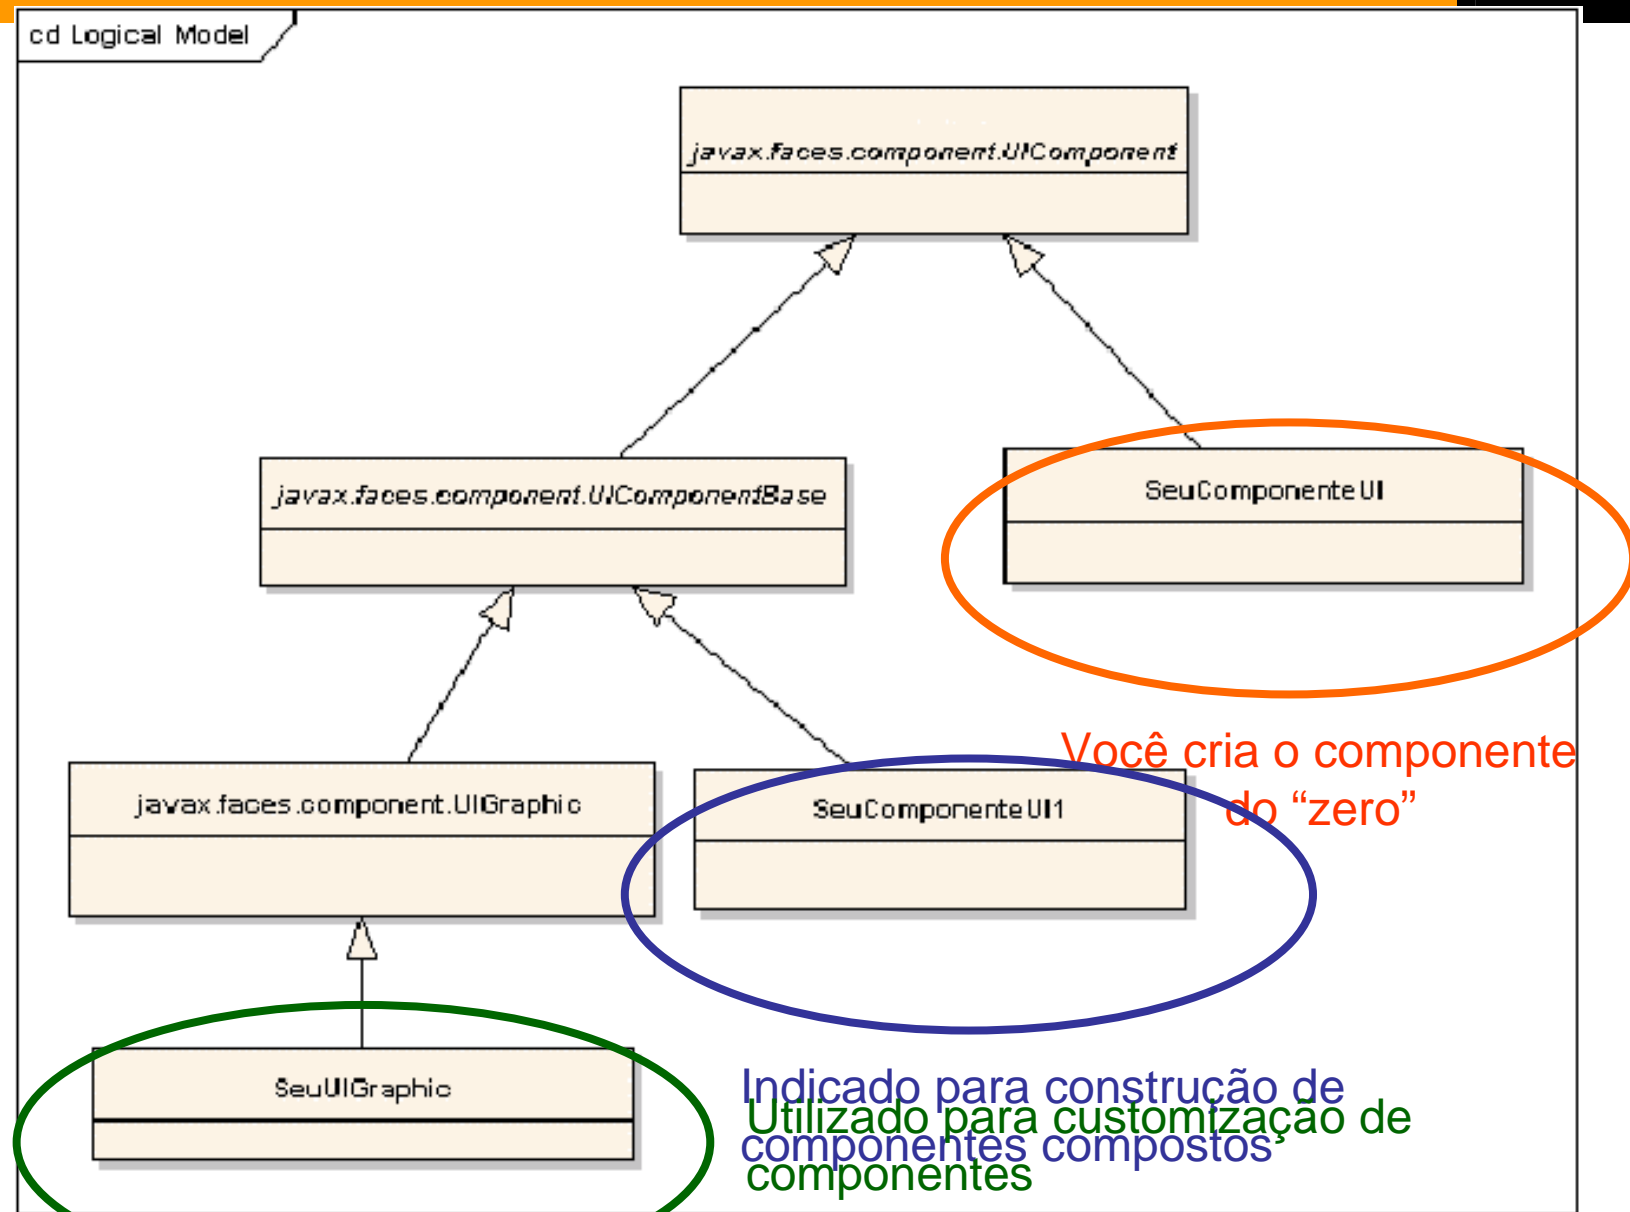 cd Logical Model
javax.faces.component.UIComponent
javax.faces.component.UIComponentBase
SeuComponenteUI
Você cria o componente
do “zero”
javax.faces.component.UIGraphic
SeuComponenteUI1
SeuUIGraphic
Indicado para construção de
componentes compostos
Utilizado para customização de
componentes